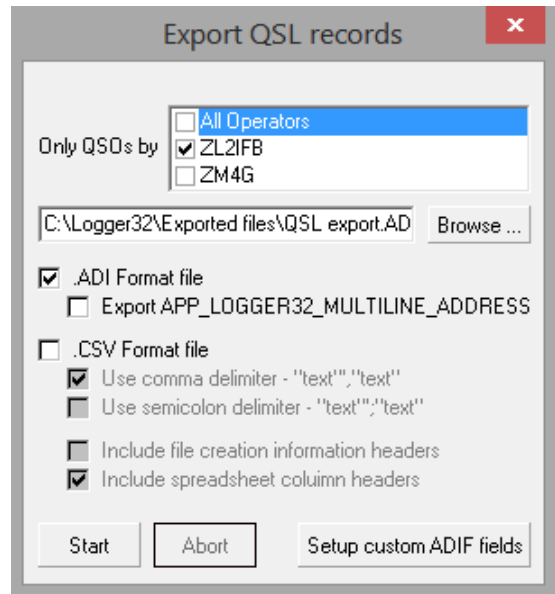 Export QSL records
x
All Operators
Only QSOs by
ZL2IFB
ZM4G
C:\Logger32\Exported files\QSL export.AD
Browse ...
.ADI Format file
Export APP_LOGGER32_MULTILINE_ADDRESS
.CSV Format file
Use comma delimiter - "text"","text"
Use semicolon delimiter - "text"";"text"
Include file creation information headers
Include spreadsheet coluimn headers
Start
Abort
Setup custom ADIF fields